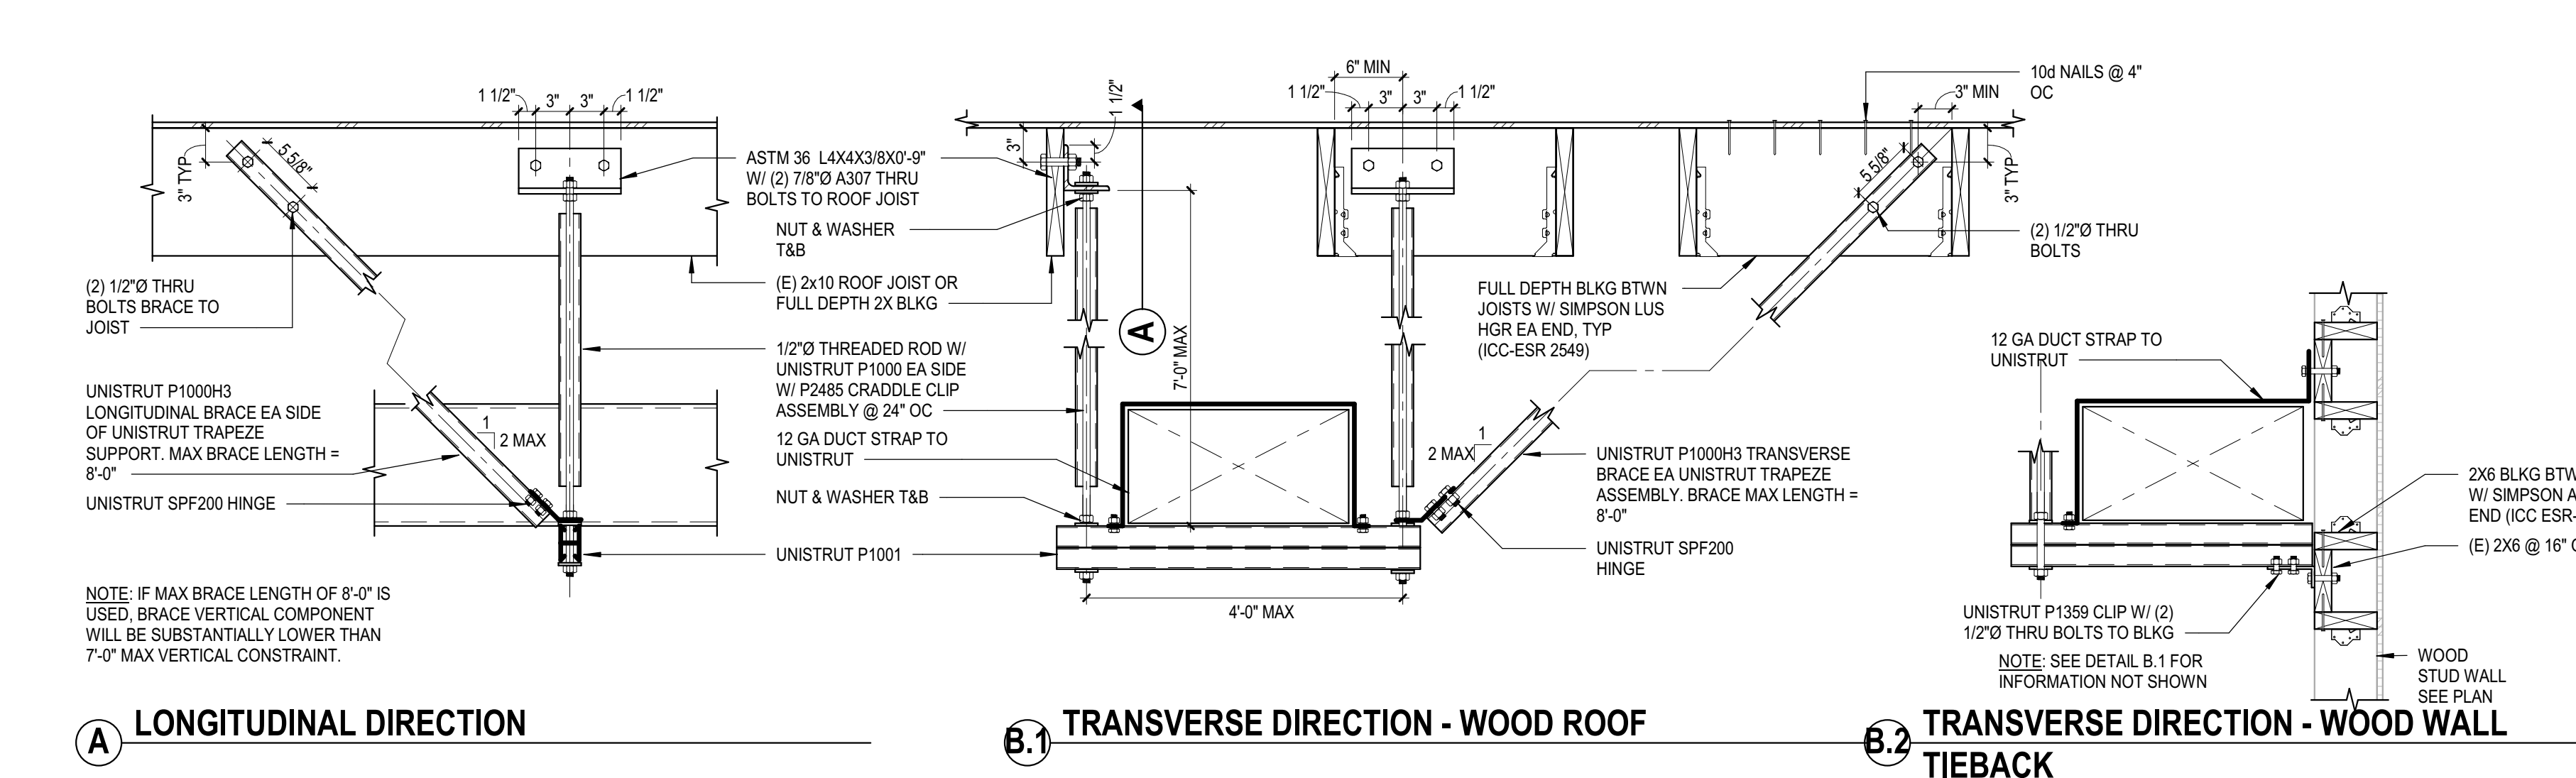 1 1/2"
3"
3"
1 1/2"
3" TYP
5 5/8"
(2) 1/2"Ø THRU
BOLTS BRACE TO
JOIST
UNISTRUT P1000H3
LONGITUDINAL BRACE EA SIDE
OF UNISTRUT TRAPEZE
SUPPORT. MAX BRACE LENGTH =
8'-0"
UNISTRUT SPF200 HINGE
1
2 MAX
NOTE: IF MAX BRACE LENGTH OF 8'-0" IS
USED, BRACE VERTICAL COMPONENT
WILL BE SUBSTANTIALLY LOWER THAN
7'-0" MAX VERTICAL CONSTRAINT.
A
LONGITUDINAL DIRECTION
ASTM 36 L4X4X3/8X0'-9"
W/ (2) 7/8"Ø A307 THRU
BOLTS TO ROOF JOIST
NUT & WASHER
T&B
(E) 2x10 ROOF JOIST OR
FULL DEPTH 2X BLKG
1/2"Ø THREADED ROD W/
UNISTRUT P1000 EA SIDE
W/ P2485 CRADDLE CLIP
ASSEMBLY @ 24" OC
12 GA DUCT STRAP TO
UNISTRUT
NUT & WASHER T&B
UNISTRUT P1001
3"
1 1/2"
A
7'-0" MAX
4'-0" MAX
6" MIN
1 1/2"
3"
3"
1 1/2"
10d NAILS @ 4"
OC
3" MIN
5 5/8"
3" TYP
(2) 1/2"Ø THRU
BOLTS
FULL DEPTH BLKG BTWN
JOISTS W/ SIMPSON LUS
HGR EA END, TYP
(ICC-ESR 2549)
1
2 MAX
UNISTRUT P1000H3 TRANSVERSE
BRACE EA UNISTRUT TRAPEZE
ASSEMBLY. BRACE MAX LENGTH =
8'-0"
UNISTRUT SPF200
HINGE
B.1
TRANSVERSE DIRECTION - WOOD ROOF
12 GA DUCT STRAP TO
UNISTRUT
2X6 BLKG
W/ SIMPSON
END (ICC
(E) 2X6 @ 16"
UNISTRUT P1359 CLIP W/ (2)
1/2"Ø THRU BOLTS TO BLKG
NOTE: SEE DETAIL B.1 FOR
INFORMATION NOT SHOWN
WOOD
STUD WALL
SEE PLAN
B.2
TRANSVERSE DIRECTION - WOOD WALL
TIEBACK